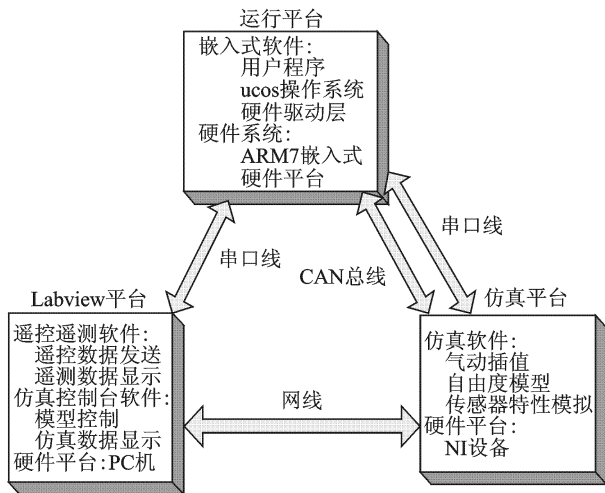 运行平台
嵌入式软件:
用户程序
ucos操作系统
硬件驱动层
硬件系统:
ARM7嵌入式
硬件平台
串口线
CAN总线
串口线
Labview平台
遥控遥测软件:
遥控数据发送
遥测数据显示
仿真控制台软件:
模型控制
仿真数据显示
硬件平台:PC机
网线
仿真平台
仿真软件:
气动插值
自由度模型
传感器特性模拟
硬件平台:
NI设备